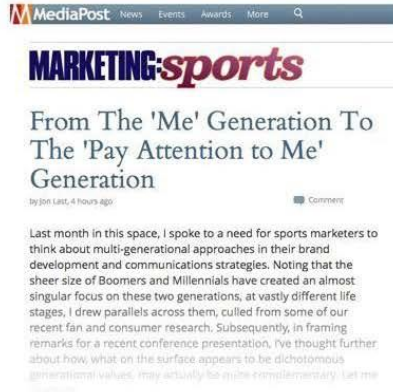 MediaPost News Events Awards More
MARKETING:sports
From The 'Me' Generation To
The 'Pay Attention to Me'
Generation
by Jon Last, 4 hours ago Comment
Last month in this space, I spoke to a need for sports marketers to
think about multi-generational approaches in their brand
development and communications strategies. Noting that the
sheer size of Boomers and Millennials have created an almost
singular focus on these two generations, at vastly different life
stages, I drew parallels across them, culled from some of our
recent fan and consumer research. Subsequently, in framing
remarks for a recent conference presentation, I've thought further
about how, what on the surface appears to be dichotomous
generational values, may actually be quite complementary. Let me